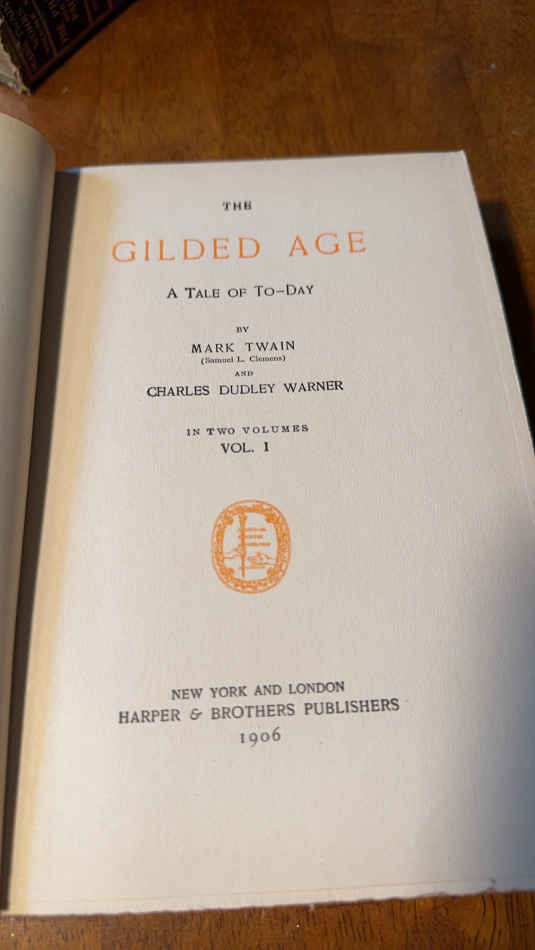 THE
GILDED AGE
A TALE OF TO-DAY
BY
MARK TWAIN
(Samuel L. Clemens)
AND
CHARLES DUDLEY WARNER
IN TWO VOLUMES
VOL. I
NEW YORK AND LONDON
HARPER & BROTHERS PUBLISHERS
1906